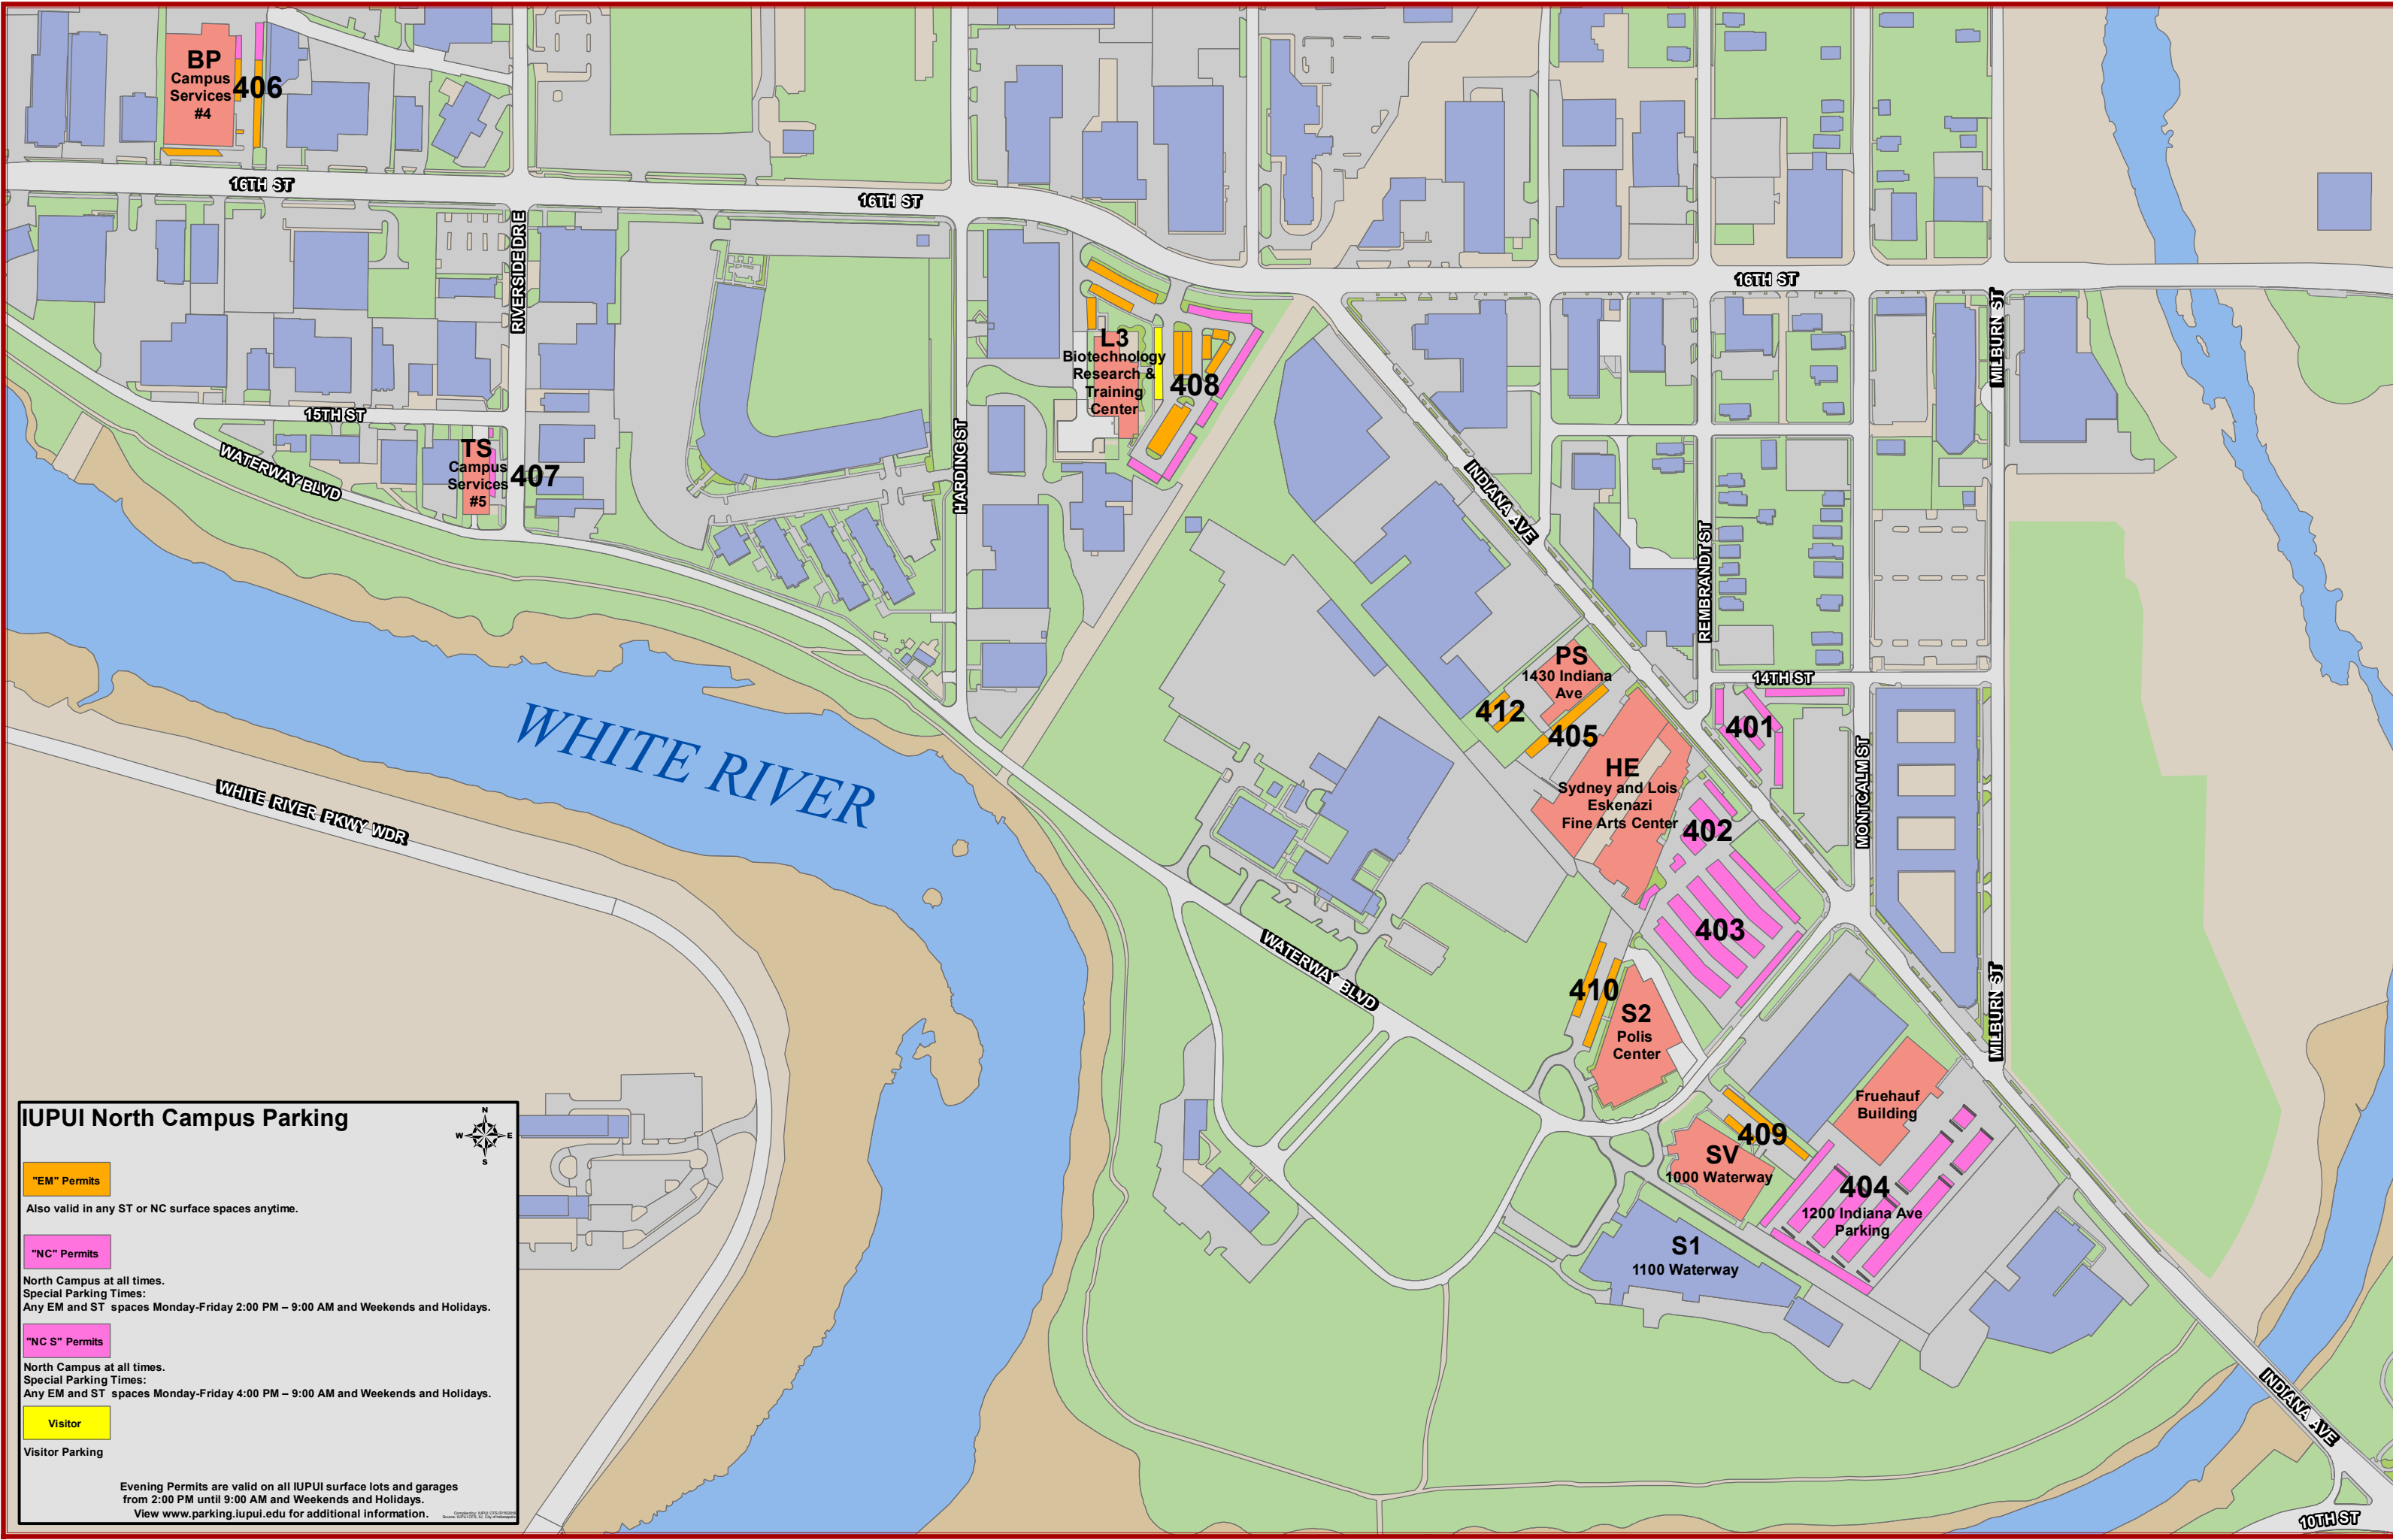 BP
Campus
Services
#4
406
16TH ST
16TH ST
16TH ST
RIVERSIDE DR E
MILBURN ST
L3
Biotechnology
Research &
Training
Center
408
15TH ST
TS
Campus
Services
#5
407
WATERWAY BLVD
HARDING ST
INDIANA AVE
REMBRANDT ST
PS
1430 Indiana
Ave
14TH ST
412
405
401
WHITE RIVER
HE
Sydney and Lois
Eskenazi
Fine Arts Center
402
MONTCALM ST
WHITE RIVER PKWY WDR
403
WATERWAY BLVD
410
S2
Polis
Center
MILBURN ST
Fruehauf
Building
409
SV
1000 Waterway
404
1200 Indiana Ave
Parking
S1
1100 Waterway
INDIANA AVE
10TH ST
IUPUI North Campus Parking
N
W E
S
"EM" Permits
Also valid in any ST or NC surface spaces anytime.
"NC" Permits
North Campus at all times.
Special Parking Times:
Any EM and ST spaces Monday-Friday 2:00 PM – 9:00 AM and Weekends and Holidays.
"NC S" Permits
North Campus at all times.
Special Parking Times:
Any EM and ST spaces Monday-Friday 4:00 PM – 9:00 AM and Weekends and Holidays.
Visitor
Visitor Parking
Evening Permits are valid on all IUPUI surface lots and garages
from 2:00 PM until 9:00 AM and Weekends and Holidays.
View www.parking.iupui.edu for additional information.